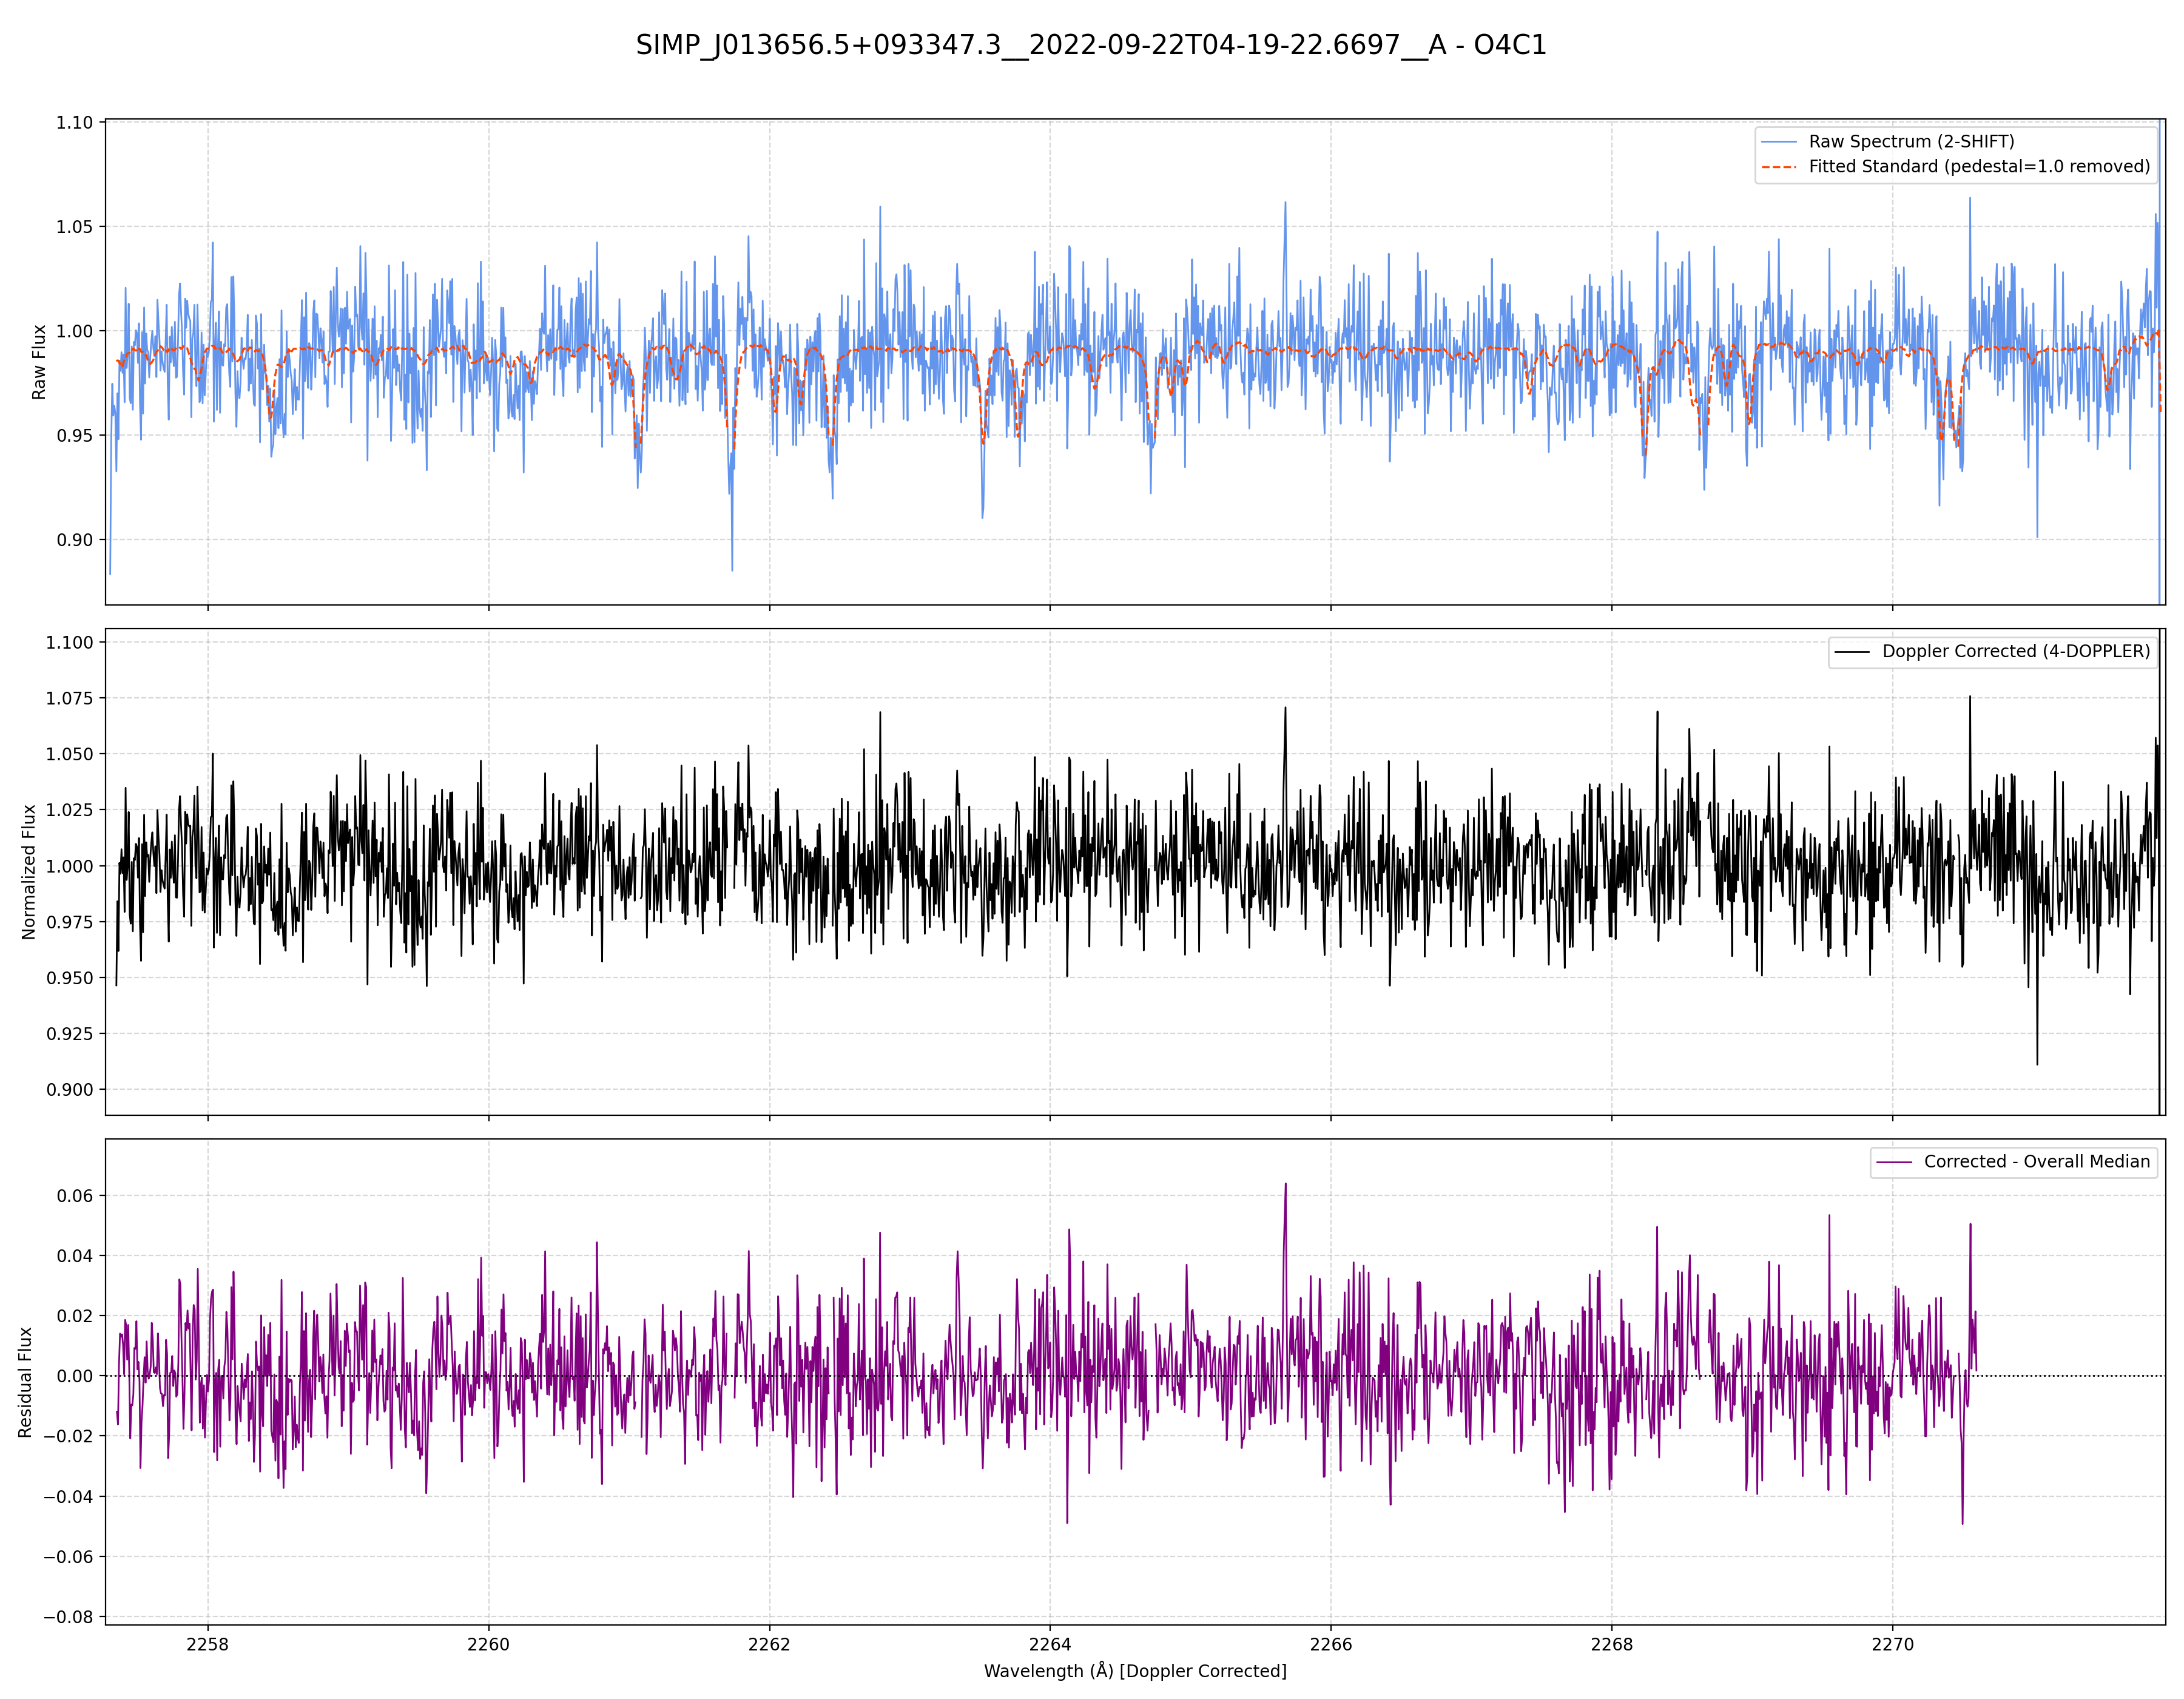 SIMP_J013656.5+093347.3__2022-09-22T04-19-22.6697__A - O4C1
Raw Flux
1.10
1.05
1.00
0.95
0.90
Raw Spectrum (2-SHIFT)
Fitted Standard (pedestal=1.0 removed)
Normalized Flux
1.100
1.075
1.050
1.025
1.000
0.975
0.950
0.925
0.900
Doppler Corrected (4-DOPPLER)
Residual Flux
0.06
0.04
0.02
0.00
−0.02
−0.04
−0.06
−0.08
Corrected - Overall Median
2258 2260 2262 2264 2266 2268 2270
Wavelength (Å) [Doppler Corrected]